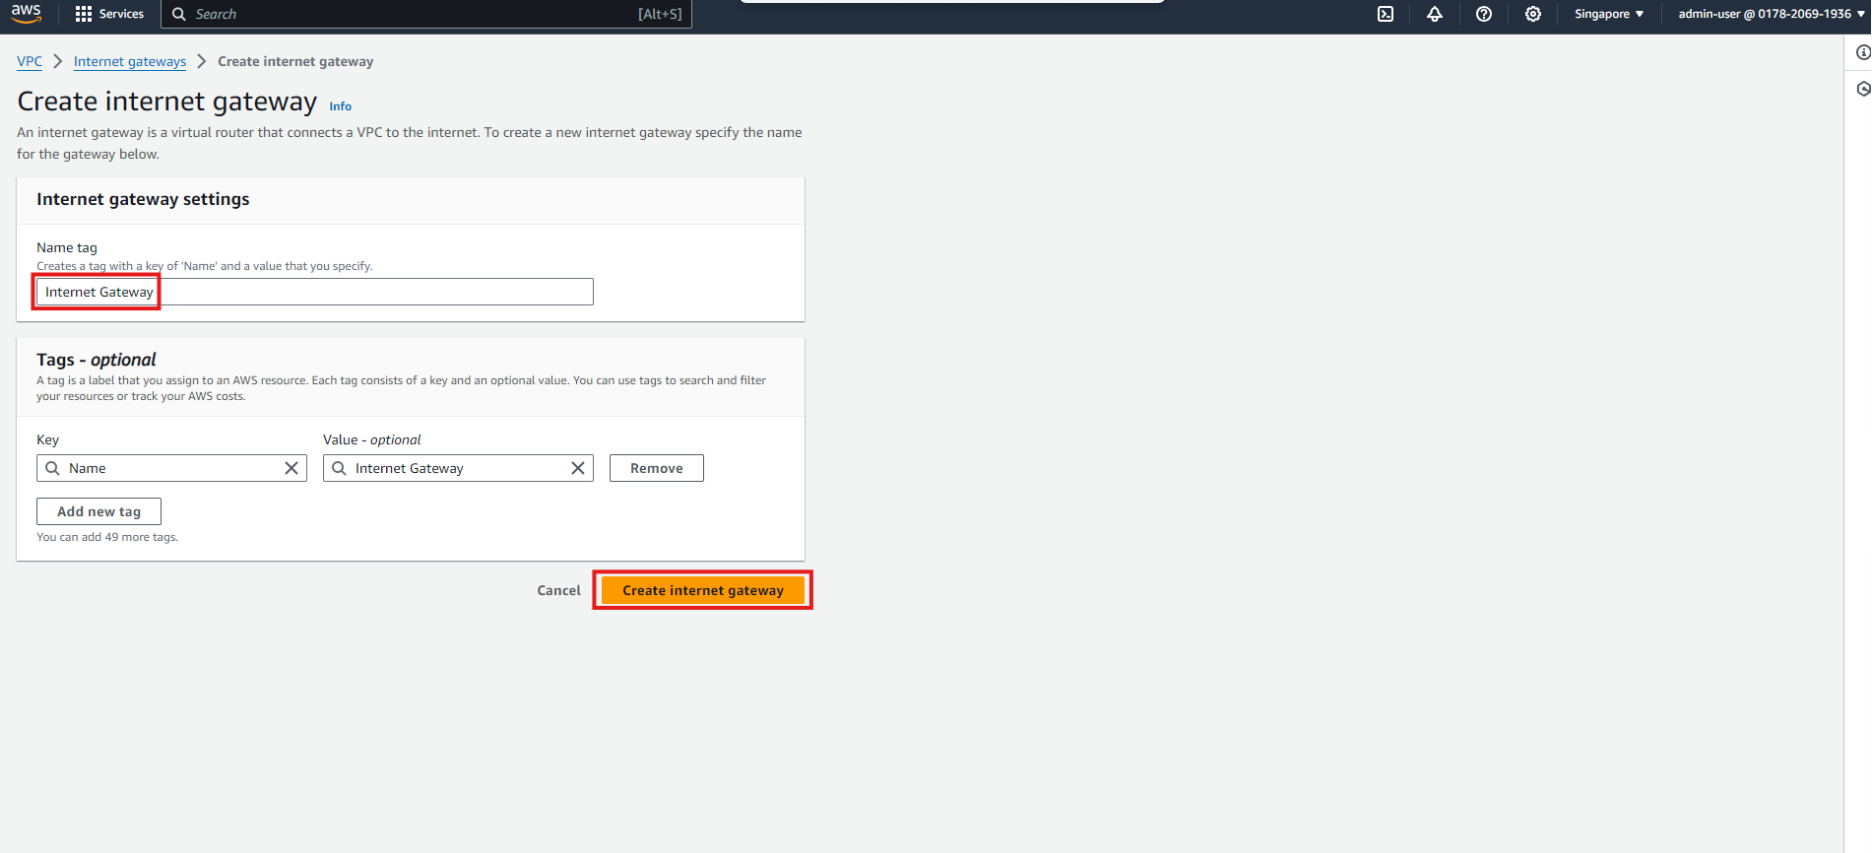 aws Services Search [Alt+S] Singapore admin-user @ 0178-2069-1936
VPC Internet gateways Create internet gateway
Create internet gateway Info
An internet gateway is a virtual router that connects a VPC to the internet. To create a new internet gateway specify the name
for the gateway below.
Internet gateway settings
Name tag
Creates a tag with a key of 'Name' and a value that you specify.
Internet Gateway
Tags - optional
A tag is a label that you assign to an AWS resource. Each tag consists of a key and an optional value. You can use tags to search and filter
your resources or track your AWS costs.
Key Value - optional
Name Internet Gateway Remove
Add new tag
You can add 49 more tags.
Cancel Create internet gateway